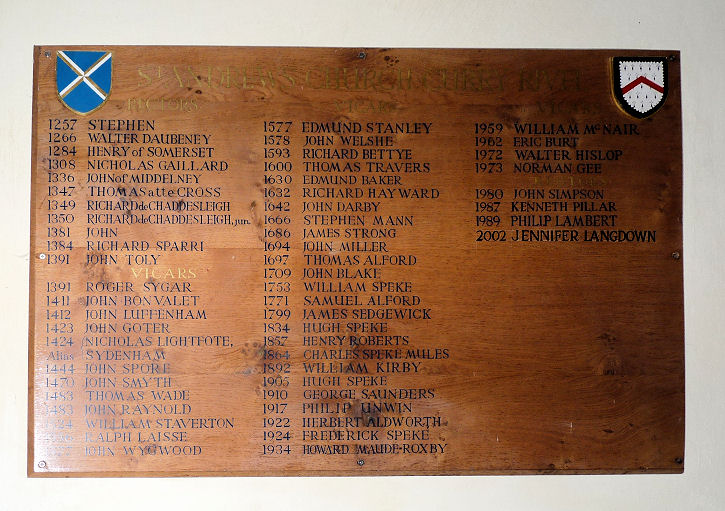 ST ANDREW'S CHURCH CURRY RIVEL
RECTORS
1257 STEPHEN
1266 WALTER DAUBENEY
1284 HENRY of SOMERSET
1308 NICHOLAS GAILLARD
1336 JOHN of MIDDELNEY
1347 THOMAS atte CROSS
1349 RICHARD de CHADDESLEIGH
1350 RICHARD de CHADDESLEIGH, jun.
1381 JOHN
1384 RICHARD SPARRI
1391 JOHN TOLY
VICARS
1391 ROGER SYGAR
1411 JOHN BONVALET
1412 JOHN LUFFENHAM
1423 JOHN GOTER
1424 NICHOLAS LIGHTFOTE,
Alias SYDENHAM
1444 JOHN SPORE
1470 JOHN SMYTH
1483 THOMAS WADE
1483 JOHN RAYNOLD
WILLIAM STAVERTON
RALPH LAISSE
JOHN WYGWOOD
VICARS
1577 EDMUND STANLEY
1578 JOHN WELSHE
1593 RICHARD BETTYE
1600 THOMAS TRAVERS
1630 EDMUND BAKER
1632 RICHARD HAYWARD
1642 JOHN DARBY
1666 STEPHEN MANN
1686 JAMES STRONG
1694 JOHN MILLER
1697 THOMAS ALFORD
1709 JOHN BLAKE
1753 WILLIAM SPEKE
1771 SAMUEL ALFORD
1799 JAMES SEDGEWICK
1834 HUGH SPEKE
1857 HENRY ROBERTS
1864 CHARLES SPEKE MULES
1892 WILLIAM KIRBY
1905 HUGH SPEKE
1910 GEORGE SAUNDERS
1917 PHILIP UNWIN
1922 HERBERT ALDWORTH
1924 FREDERICK SPEKE
1934 HOWARD MAUDE-ROXBY
VICARS
1959 WILLIAM McNAIR
1962 ERIC BURT
1972 WALTER HISLOP
1973 NORMAN GEE
1980 JOHN SIMPSON
1987 KENNETH PILLAR
1989 PHILIP LAMBERT
2002 JENNIFER LANGDOWN